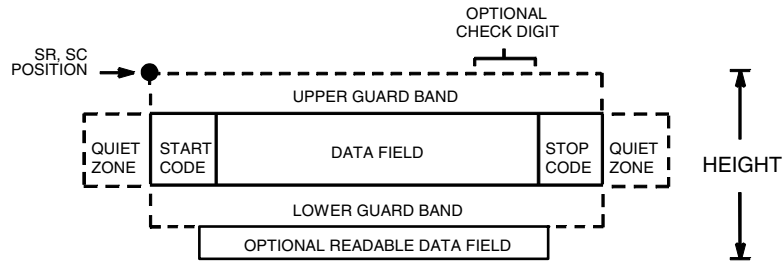 OPTIONAL
CHECK DIGIT
SR, SC
POSITION
UPPER GUARD BAND
QUIET
ZONE
START
CODE
DATA FIELD
STOP
CODE
QUIET
ZONE
HEIGHT
LOWER GUARD BAND
OPTIONAL READABLE DATA FIELD